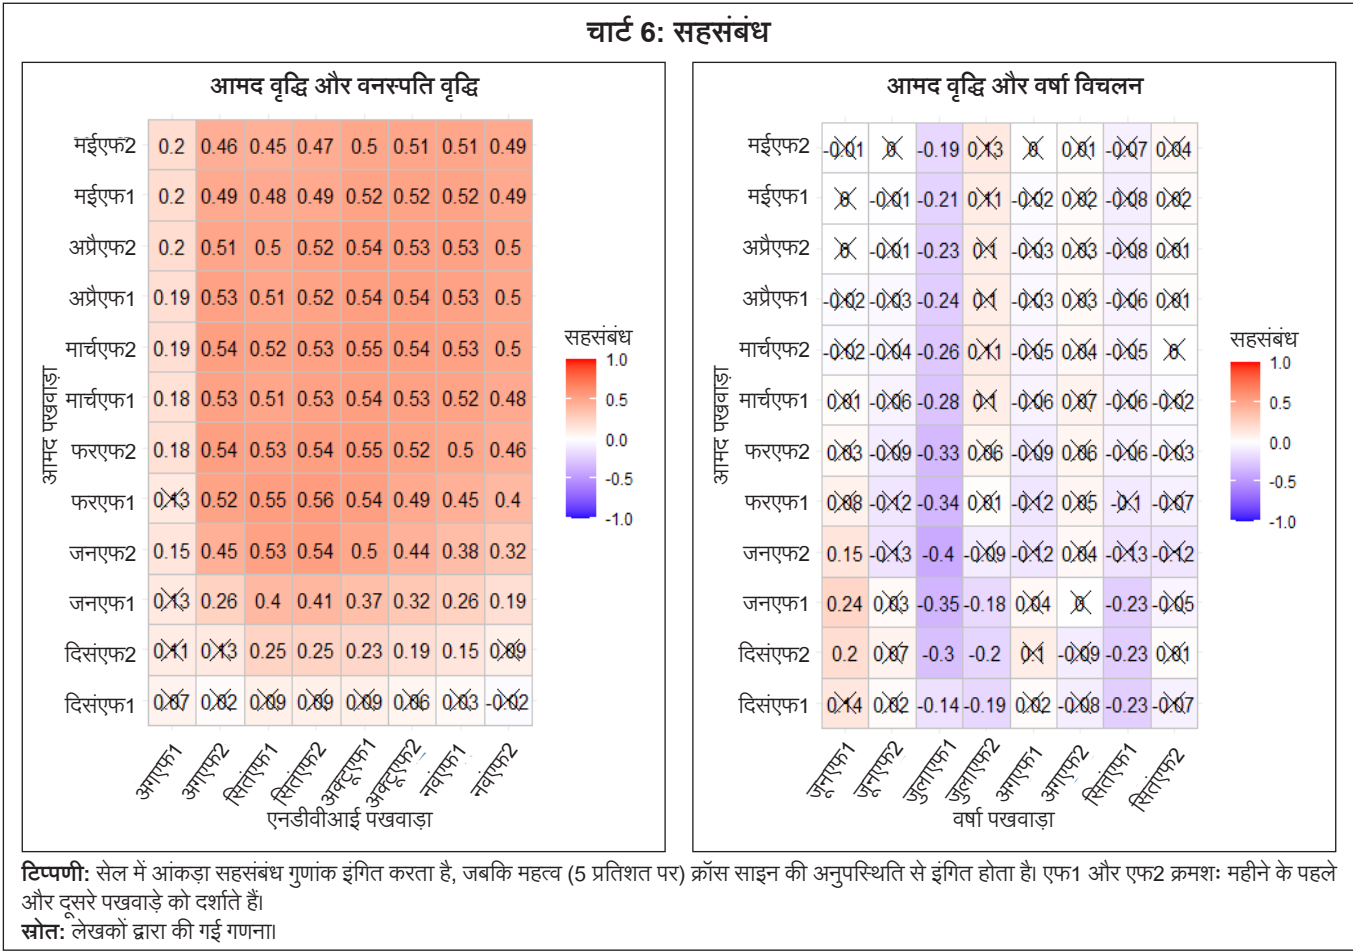 चार्ट 6: सहसंबंध
आमद वृद्धि और वनस्पति वृद्धि
मईएफ2 0.2 0.46 0.45 0.47 0.5 0.51 0.51 0.49
मईएफ1 0.2 0.49 0.48 0.49 0.52 0.52 0.52 0.49
अप्रैएफ2 0.2 0.51 0.5 0.52 0.54 0.53 0.53 0.5
अप्रैएफ1 0.19 0.53 0.51 0.52 0.54 0.54 0.53 0.5
मार्चएफ2 0.19 0.54 0.52 0.53 0.55 0.54 0.53 0.5
मार्चएफ1 0.18 0.53 0.51 0.53 0.54 0.53 0.52 0.48
फरएफ2 0.18 0.54 0.53 0.54 0.55 0.52 0.5 0.46
फरएफ1 0.13 0.52 0.55 0.56 0.54 0.49 0.45 0.4
जनएफ2 0.15 0.45 0.53 0.54 0.5 0.44 0.38 0.32
जनएफ1 0.13 0.26 0.4 0.41 0.37 0.32 0.26 0.19
दिसंएफ2 0.11 0.13 0.25 0.25 0.23 0.19 0.15 0.09
दिसंएफ1 0.07 0.02 0.09 0.09 0.09 0.06 0.03 -0.02
आमद पखवाड़ा
अगएफ1 अगएफ2 सितंएफ1 सितंएफ2 अक्टूएफ1 अक्टूएफ2 नवंएफ1 नवंएफ2
एनडीवीआई पखवाड़ा
सहसंबंध
1.0
0.5
0.0
-0.5
-1.0
आमद वृद्धि और वर्षा विचलन
मईएफ2 -0.01 0 -0.19 0.13 0 0.01 -0.07 0.04
मईएफ1 0 -0.01 -0.21 0.11 -0.02 0.02 -0.08 0.02
अप्रैएफ2 0 -0.01 -0.23 0.1 -0.03 0.03 -0.08 0.01
अप्रैएफ1 -0.02 -0.03 -0.24 0.1 -0.03 0.03 -0.06 0.01
मार्चएफ2 -0.02 -0.04 -0.26 0.11 -0.05 0.04 -0.05 0
मार्चएफ1 0.01 -0.06 -0.28 0.1 -0.06 0.07 -0.06 -0.02
फरएफ2 0.03 -0.09 -0.33 0.06 -0.09 0.06 -0.06 -0.03
फरएफ1 0.08 -0.12 -0.34 0.01 -0.12 0.05 -0.1 -0.07
जनएफ2 0.15 -0.13 -0.4 -0.09 -0.12 0.04 -0.13 -0.12
जनएफ1 0.24 0.03 -0.35 -0.18 0.04 0 -0.23 -0.05
दिसंएफ2 0.2 0.07 -0.3 -0.2 0.1 -0.09 -0.23 0.01
दिसंएफ1 0.14 0.02 -0.14 -0.19 0.02 -0.08 -0.23 -0.07
आमद पखवाड़ा
जूनएफ1 जूनएफ2 जुलाएफ1 जुलाएफ2 अगएफ1 अगएफ2 सितंएफ1 सितंएफ2
वर्षा पखवाड़ा
सहसंबंध
1.0
0.5
0.0
-0.5
-1.0
टिप्पणी: सेल में आंकड़ा सहसंबंध गुणांक इंगित करता है, जबकि महत्व (5 प्रतिशत पर) क्रॉस साइन की अनुपस्थिति से इंगित होता है। एफ1 और एफ2 क्रमशः महीने के पहले
और दूसरे पखवाड़े को दर्शाते हैं।
स्रोत: लेखकों द्वारा की गई गणना।